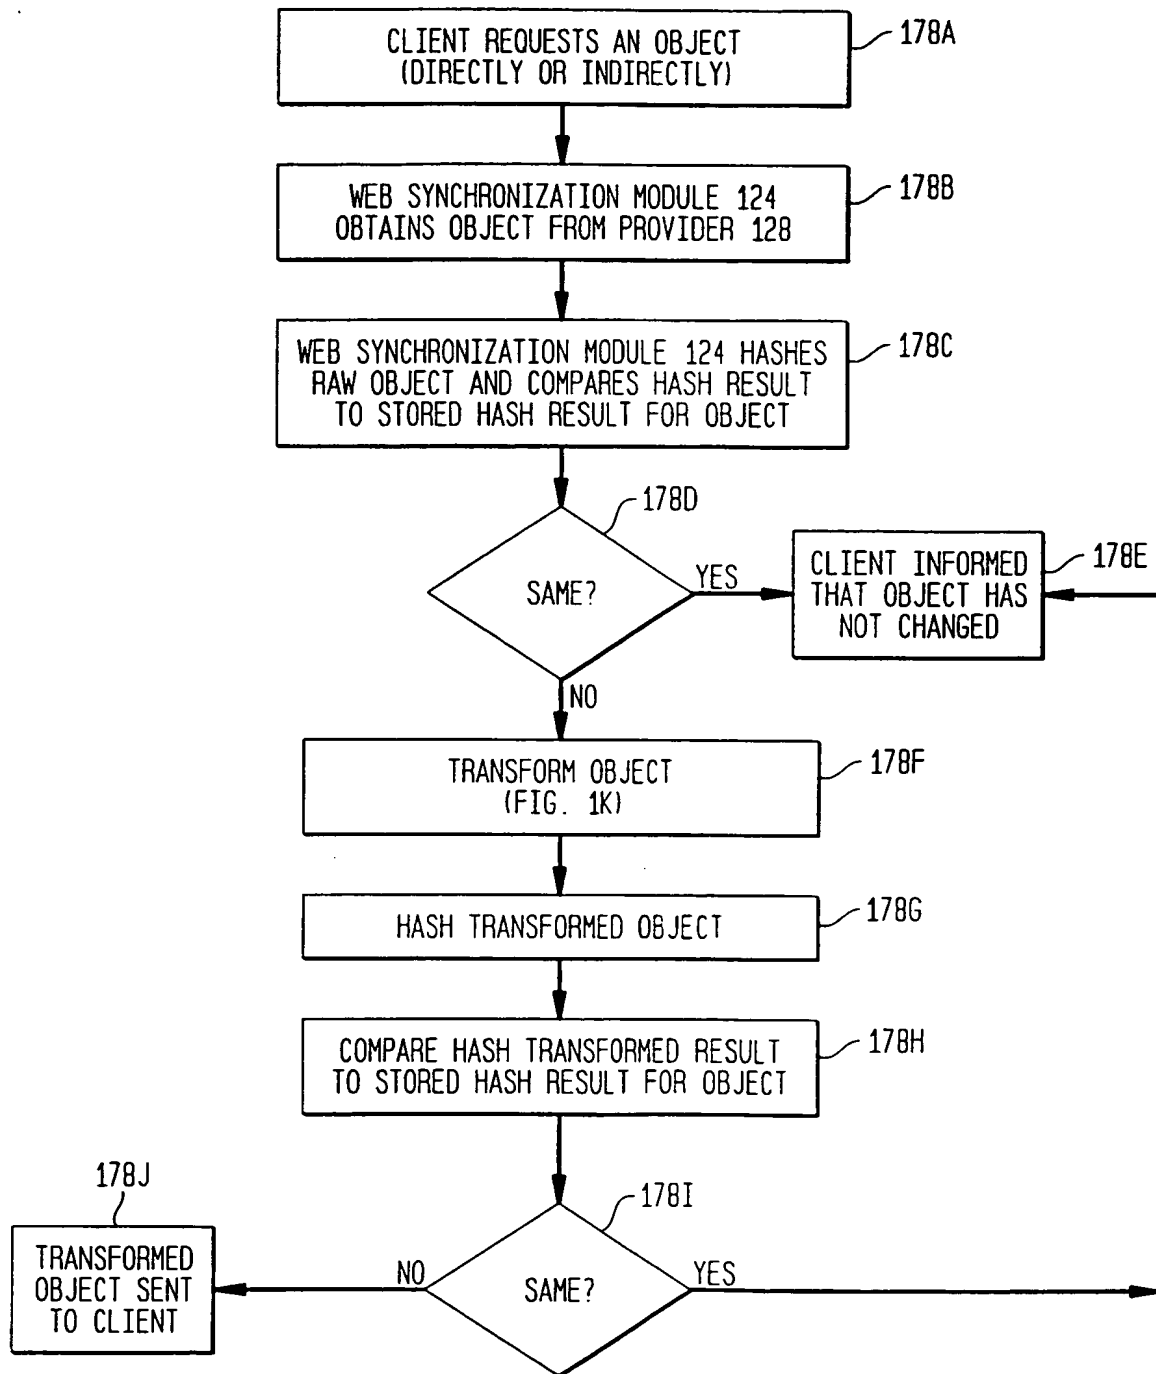 CLIENT REQUESTS AN OBJECT
(DIRECTLY OR INDIRECTLY)
178A
WEB SYNCHRONIZATION MODULE 124
OBTAINS OBJECT FROM PROVIDER 128
178B
WEB SYNCHRONIZATION MODULE 124 HASHES
RAW OBJECT AND COMPARES HASH RESULT
TO STORED HASH RESULT FOR OBJECT
178C
178D
SAME?
YES
CLIENT INFORMED
THAT OBJECT HAS
NOT CHANGED
178E
NO
TRANSFORM OBJECT
(FIG. 1K)
178F
HASH TRANSFORMED OBJECT
178G
COMPARE HASH TRANSFORMED RESULT
TO STORED HASH RESULT FOR OBJECT
178H
178I
SAME?
YES
NO
178J
TRANSFORMED
OBJECT SENT
TO CLIENT